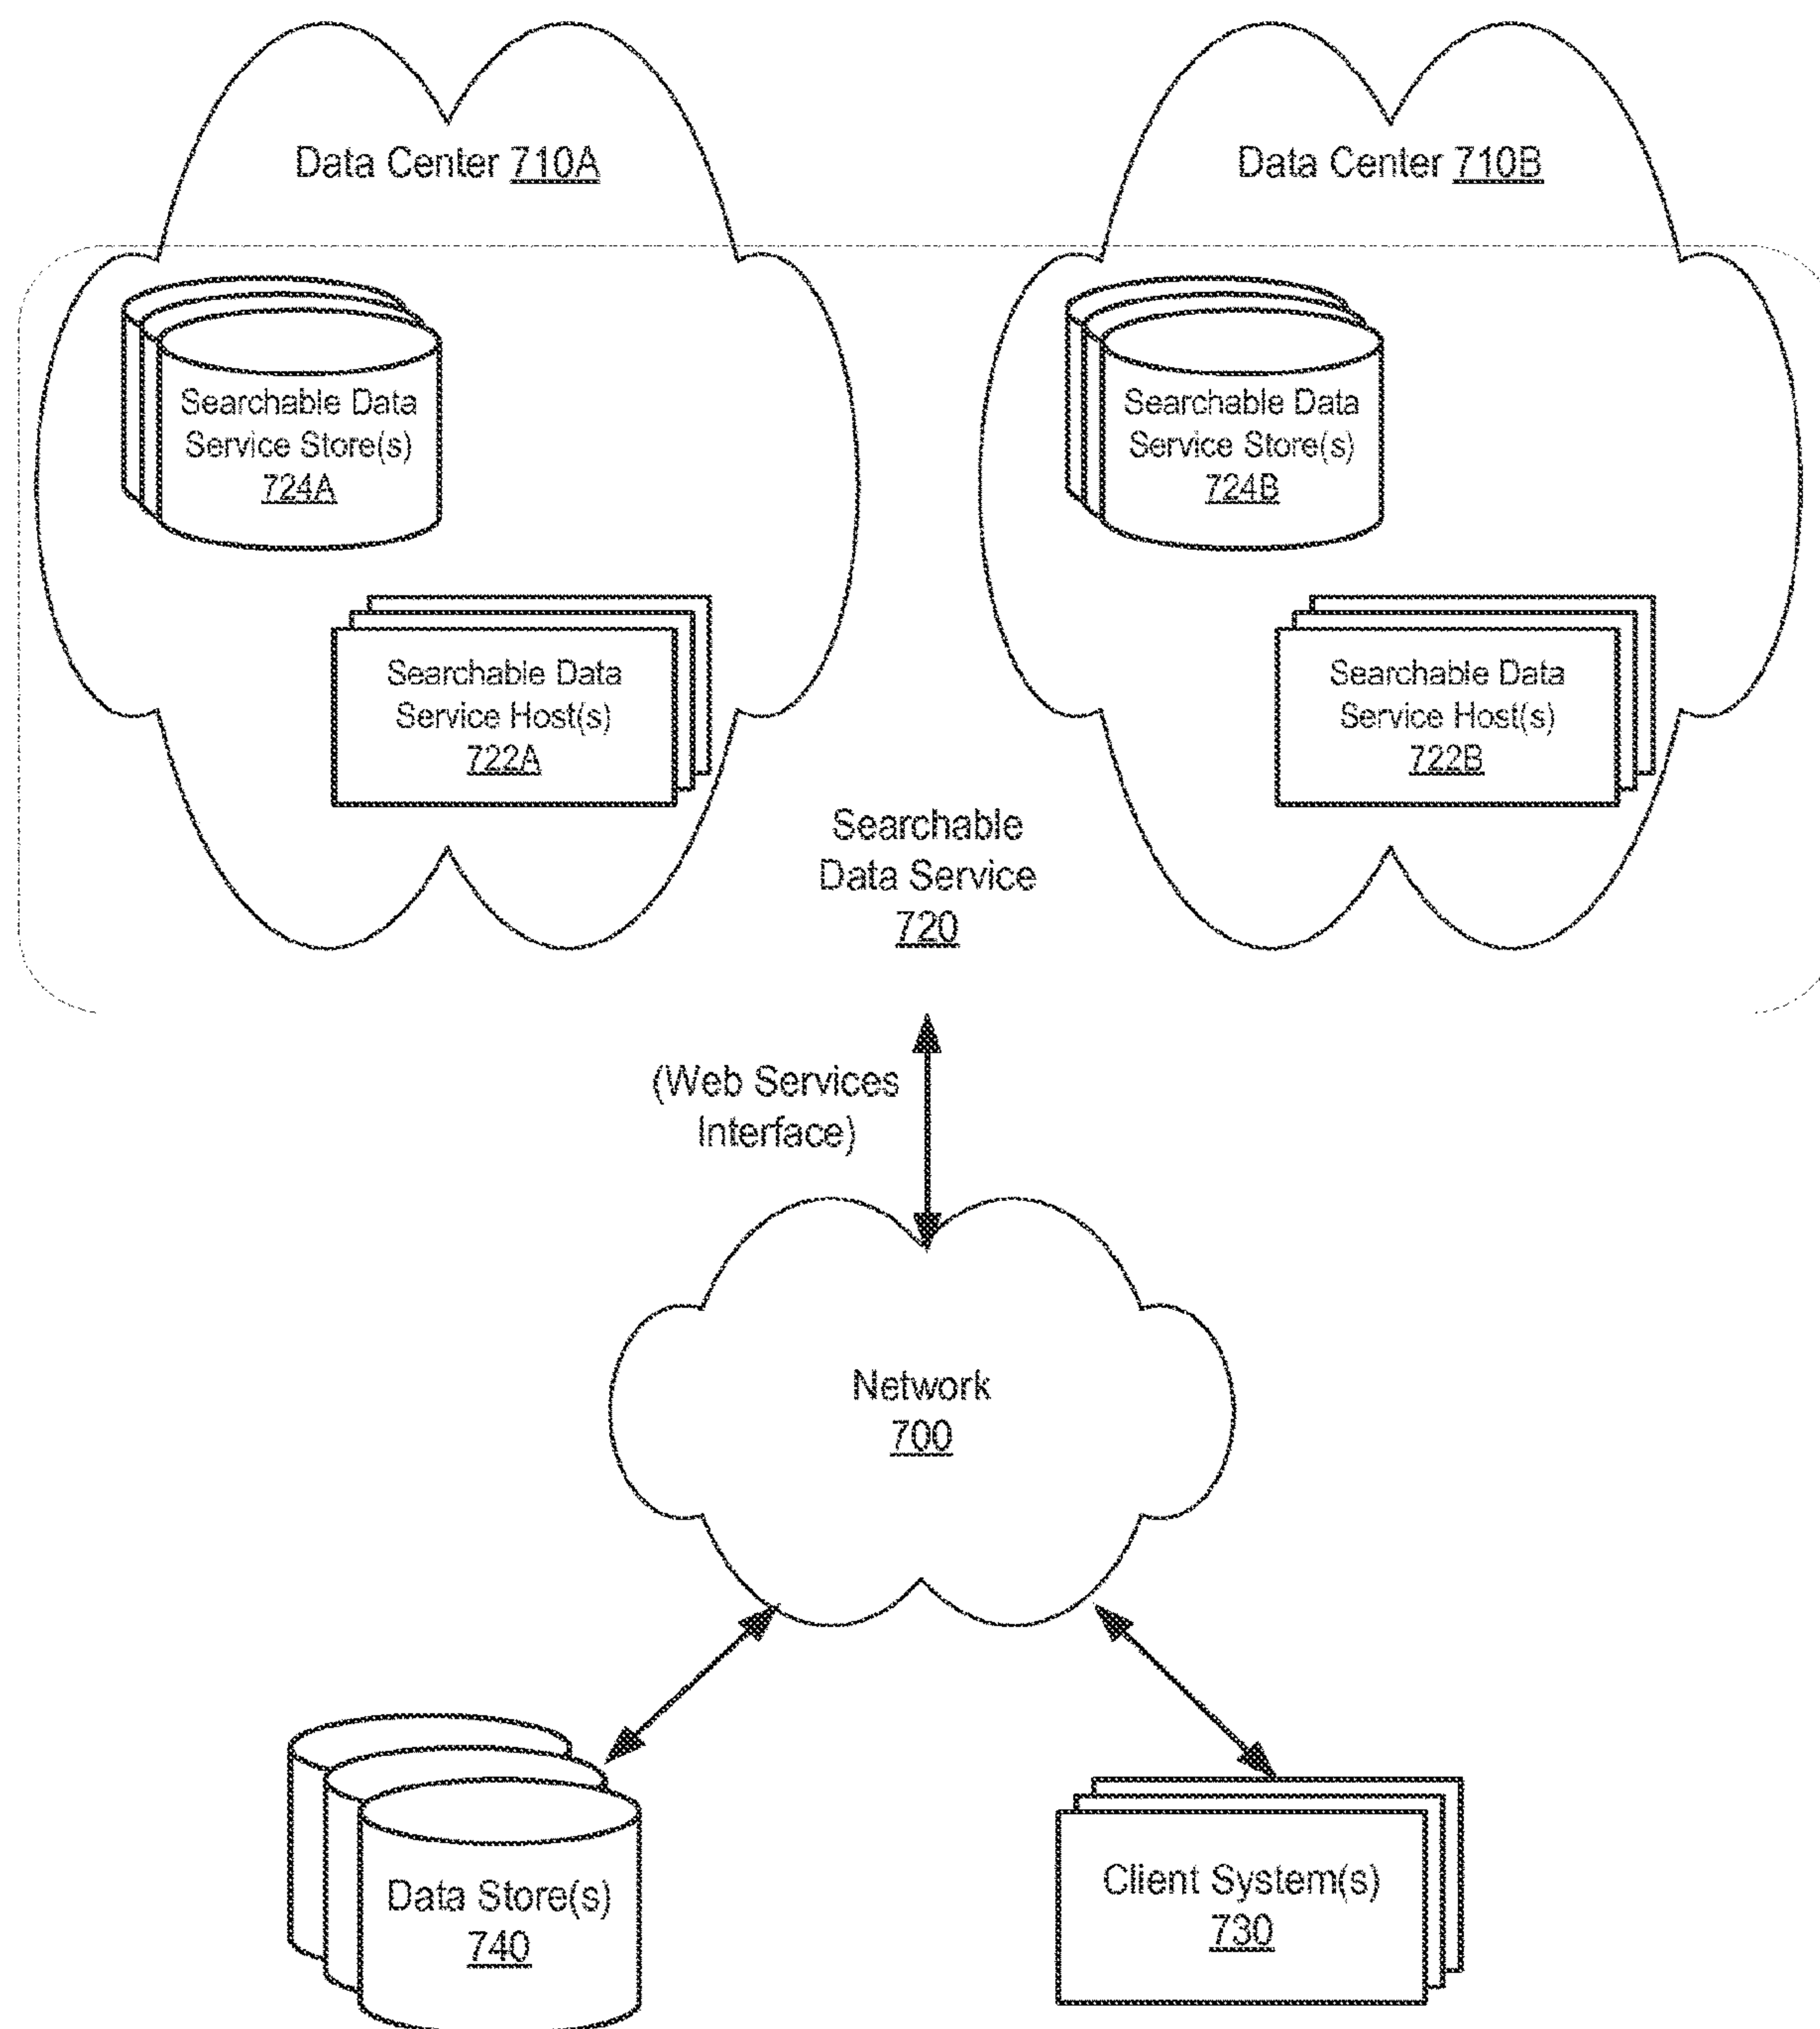 Data Center 710A
Data Center 710B
Searchable Data
Service Store(s)
724A
Searchable Data
Service Store(s)
724B
Searchable Data
Service Host(s)
722A
Searchable Data
Service Host(s)
722B
Searchable
Data Service
720
(Web Services
Interface)
Network
700
Data Store(s)
740
Client System(s)
730